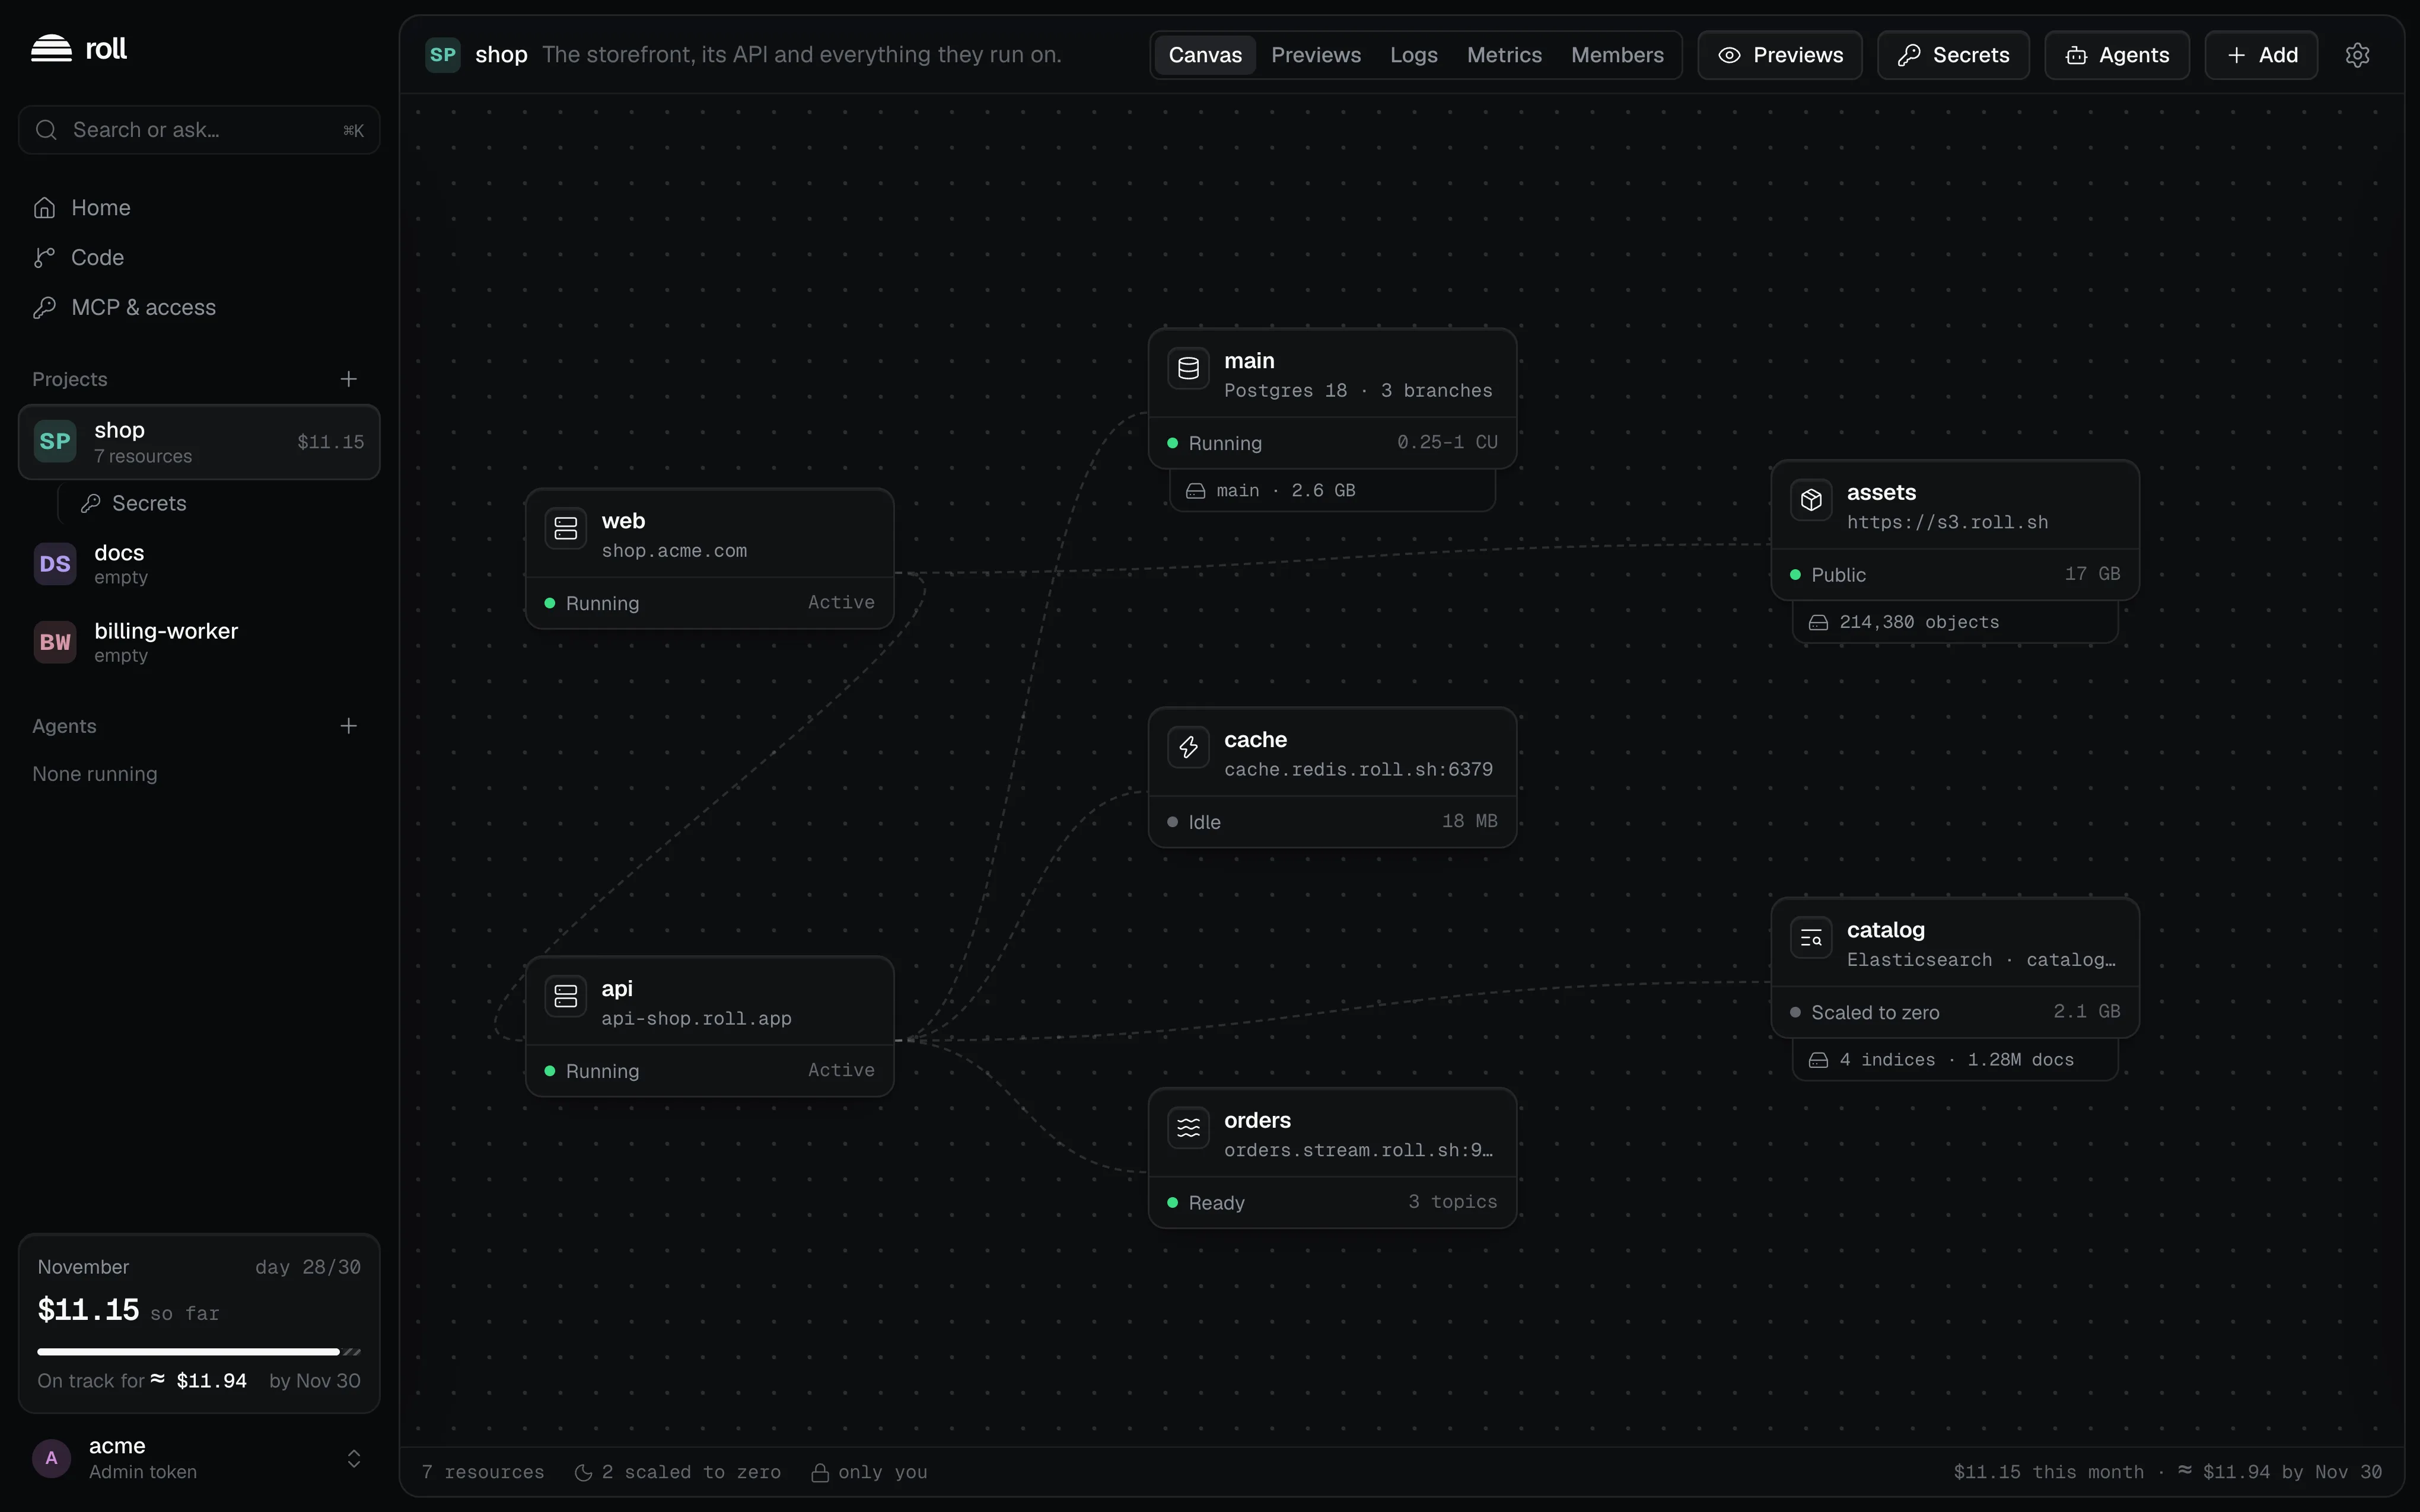 roll
Search or ask... ⌘K
Home
Code
MCP & access
Projects
SP shop $11.15
7 resources
Secrets
DS docs
empty
BW billing-worker
empty
Agents
None running
November day 28/30
$11.15 so far
On track for ≈ $11.94 by Nov 30
A acme
Admin token
SP shop The storefront, its API and everything they run on.
Canvas Previews Logs Metrics Members
Previews Secrets Agents Add
main
Postgres 18 · 3 branches
Running 0.25-1 CU
main · 2.6 GB
web
shop.acme.com
Running Active
assets
https://s3.roll.sh
Public 17 GB
214,380 objects
cache
cache.redis.roll.sh:6379
Idle 18 MB
api
api-shop.roll.app
Running Active
catalog
Elasticsearch · catalog…
Scaled to zero 2.1 GB
4 indices · 1.28M docs
orders
orders.stream.roll.sh:9…
Ready 3 topics
7 resources 2 scaled to zero only you
$11.15 this month · ≈ $11.94 by Nov 30